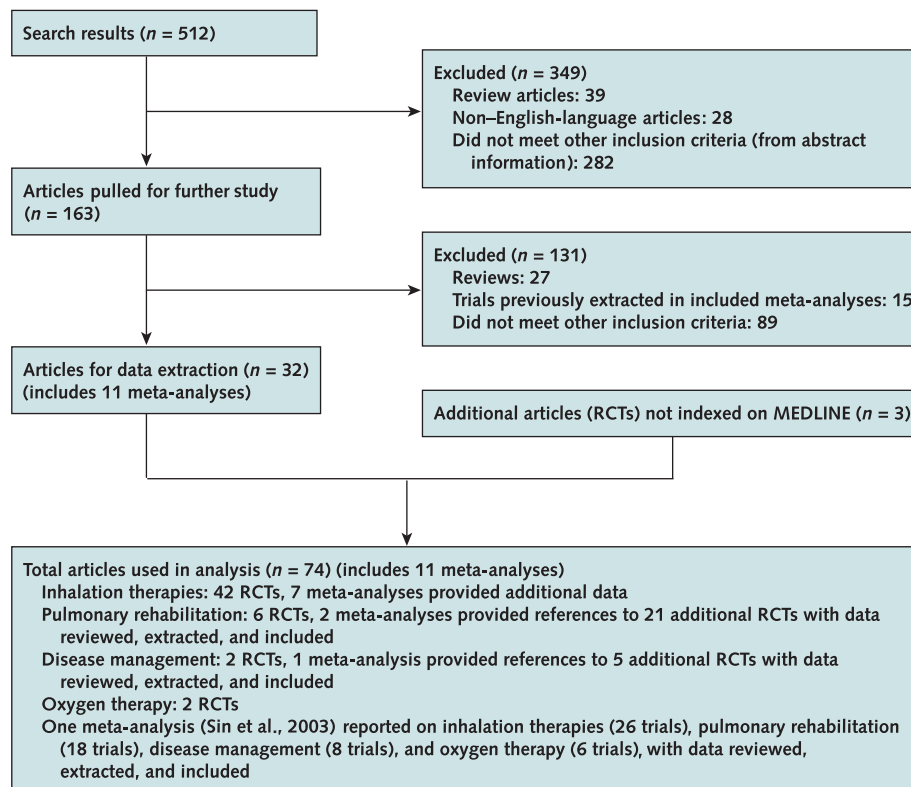 Search results (n = 512)
Excluded (n = 349)
Review articles: 39
Non–English-language articles: 28
Did not meet other inclusion criteria (from abstract
information): 282
Articles pulled for further study
(n = 163)
Excluded (n = 131)
Reviews: 27
Trials previously extracted in included meta-analyses: 15
Did not meet other inclusion criteria: 89
Articles for data extraction (n = 32)
(includes 11 meta-analyses)
Additional articles (RCTs) not indexed on MEDLINE (n = 3)
Total articles used in analysis (n = 74) (includes 11 meta-analyses)
Inhalation therapies: 42 RCTs, 7 meta-analyses provided additional data
Pulmonary rehabilitation: 6 RCTs, 2 meta-analyses provided references to 21 additional RCTs with data
reviewed, extracted, and included
Disease management: 2 RCTs, 1 meta-analysis provided references to 5 additional RCTs with data
reviewed, extracted, and included
Oxygen therapy: 2 RCTs
One meta-analysis (Sin et al., 2003) reported on inhalation therapies (26 trials), pulmonary rehabilitation
(18 trials), disease management (8 trials), and oxygen therapy (6 trials), with data reviewed,
extracted, and included